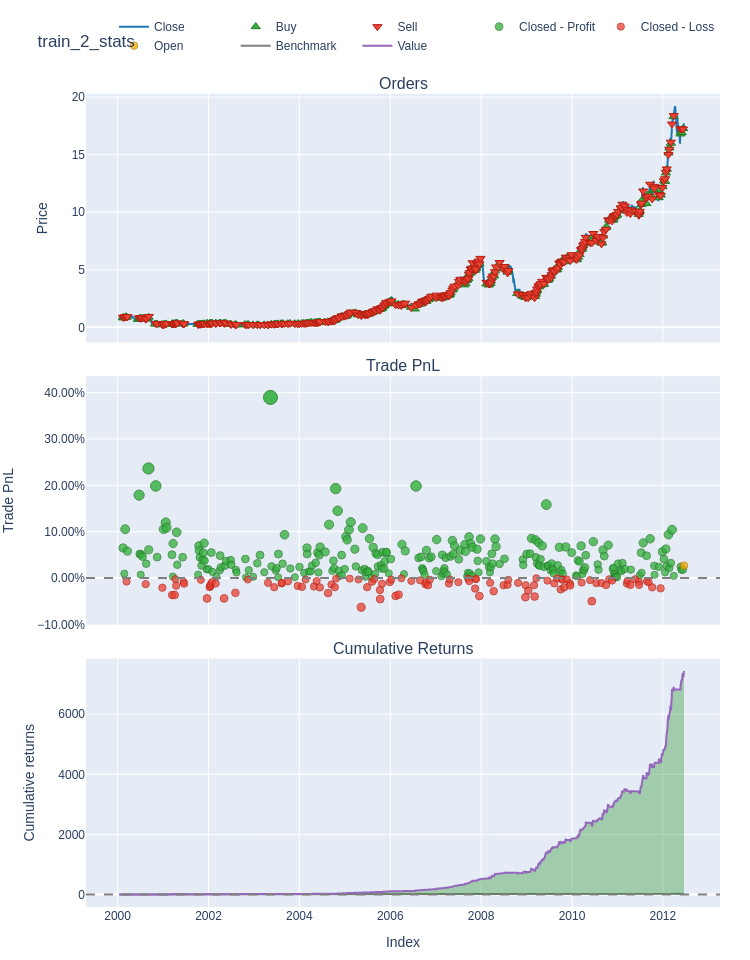 Close
Buy
Sell
Closed - Profit
Closed - Loss
train_2_stats
Open
Benchmark
Value
Orders
20
15
10
5
0
Price
Trade PnL
40.00%
30.00%
20.00%
10.00%
0.00%
−10.00%
Trade PnL
Cumulative Returns
6000
4000
2000
0
Cumulative returns
2000 2002 2004 2006 2008 2010 2012
Index